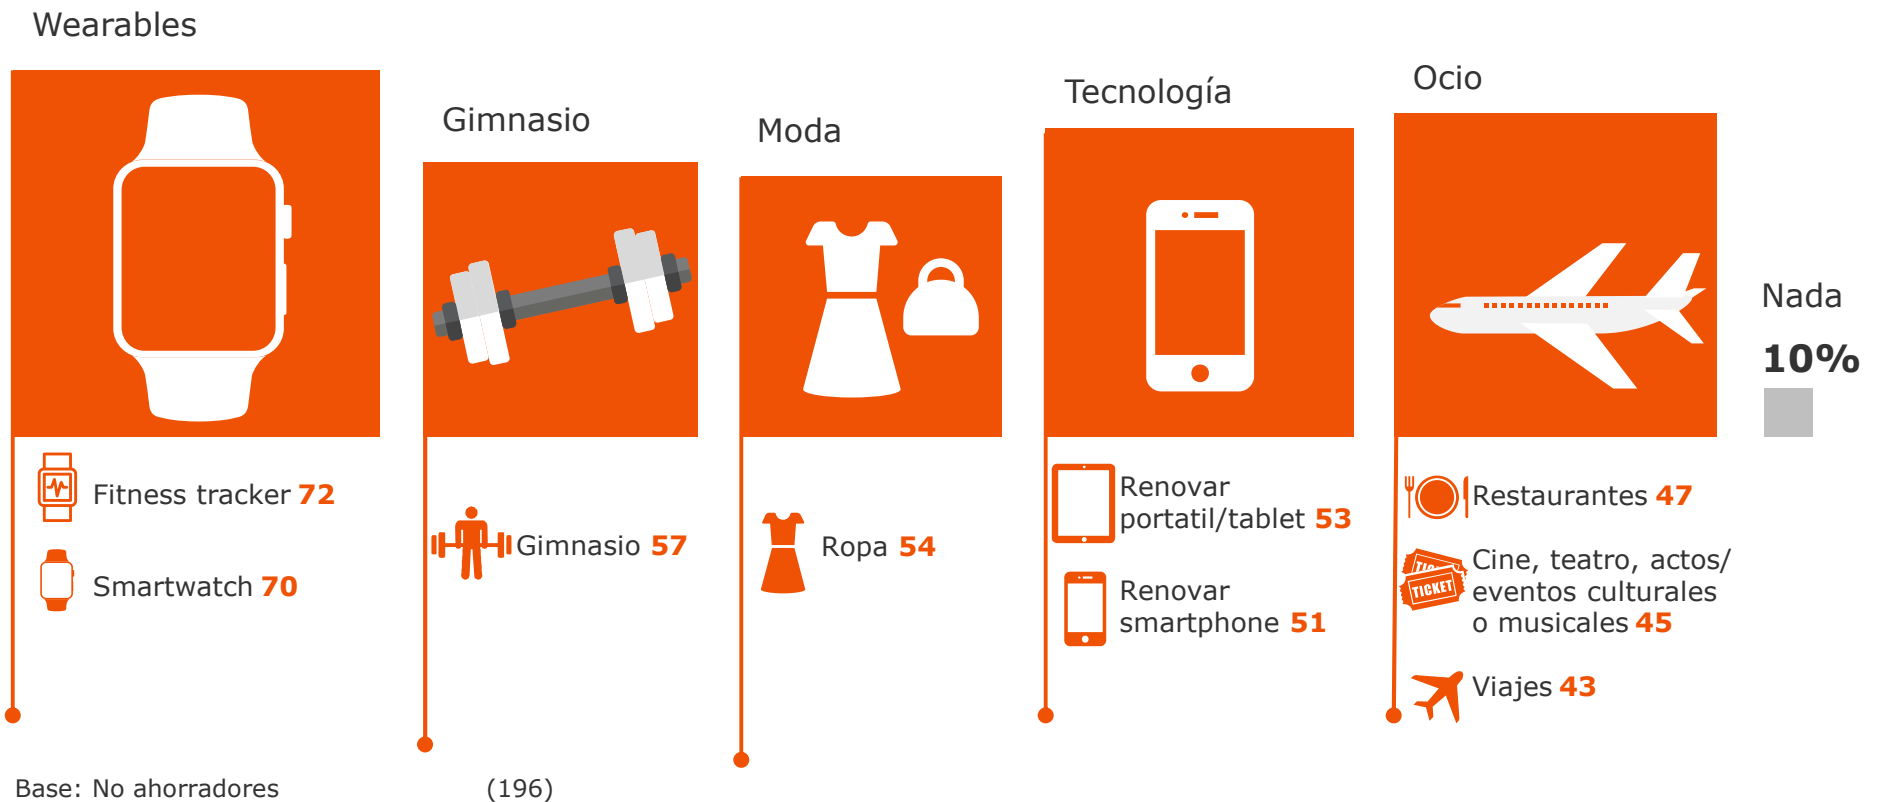 Wearables
Fitness tracker 72
Smartwatch 70
Gimnasio
Gimnasio 57
Moda
Ropa 54
Tecnología
Renovar
portatil/tablet 53
Renovar
smartphone 51
Ocio
Restaurantes 47
TICKET
TICKET
Cine, teatro, actos/
eventos culturales
o musicales 45
Viajes 43
Nada
10%
Base: No ahorradores (196)